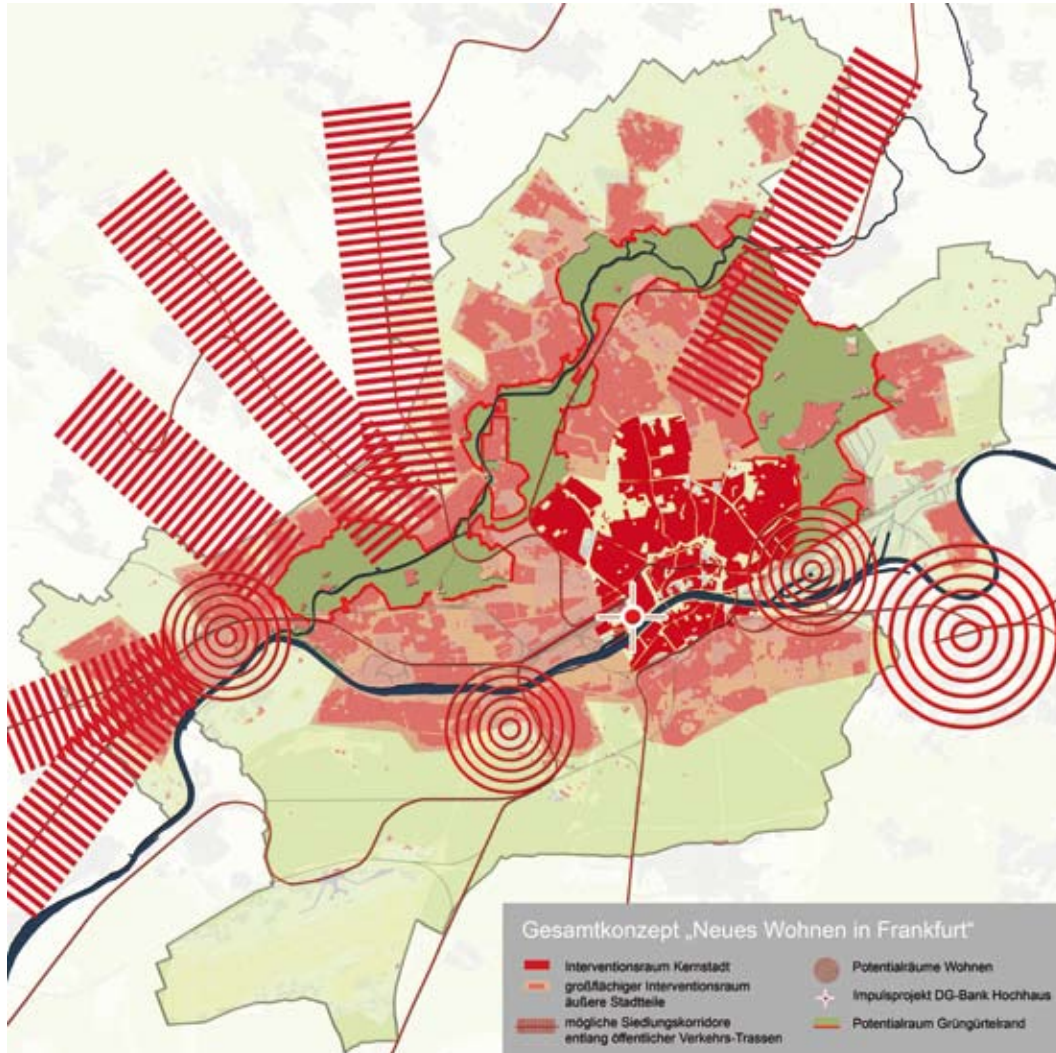 Gesamtkonzept „Neues Wohnen in Frankfurt“
Interventionsraum Kernstadt
großflächiger Interventionsraum
äußere Stadtteile
mögliche Siedlungskorridore
entlang öffentlicher Verkehrs-Trassen
Potentialräume Wohnen
Impulsprojekt DG-Bank Hochhaus
Potentialraum Grüngürtelrand